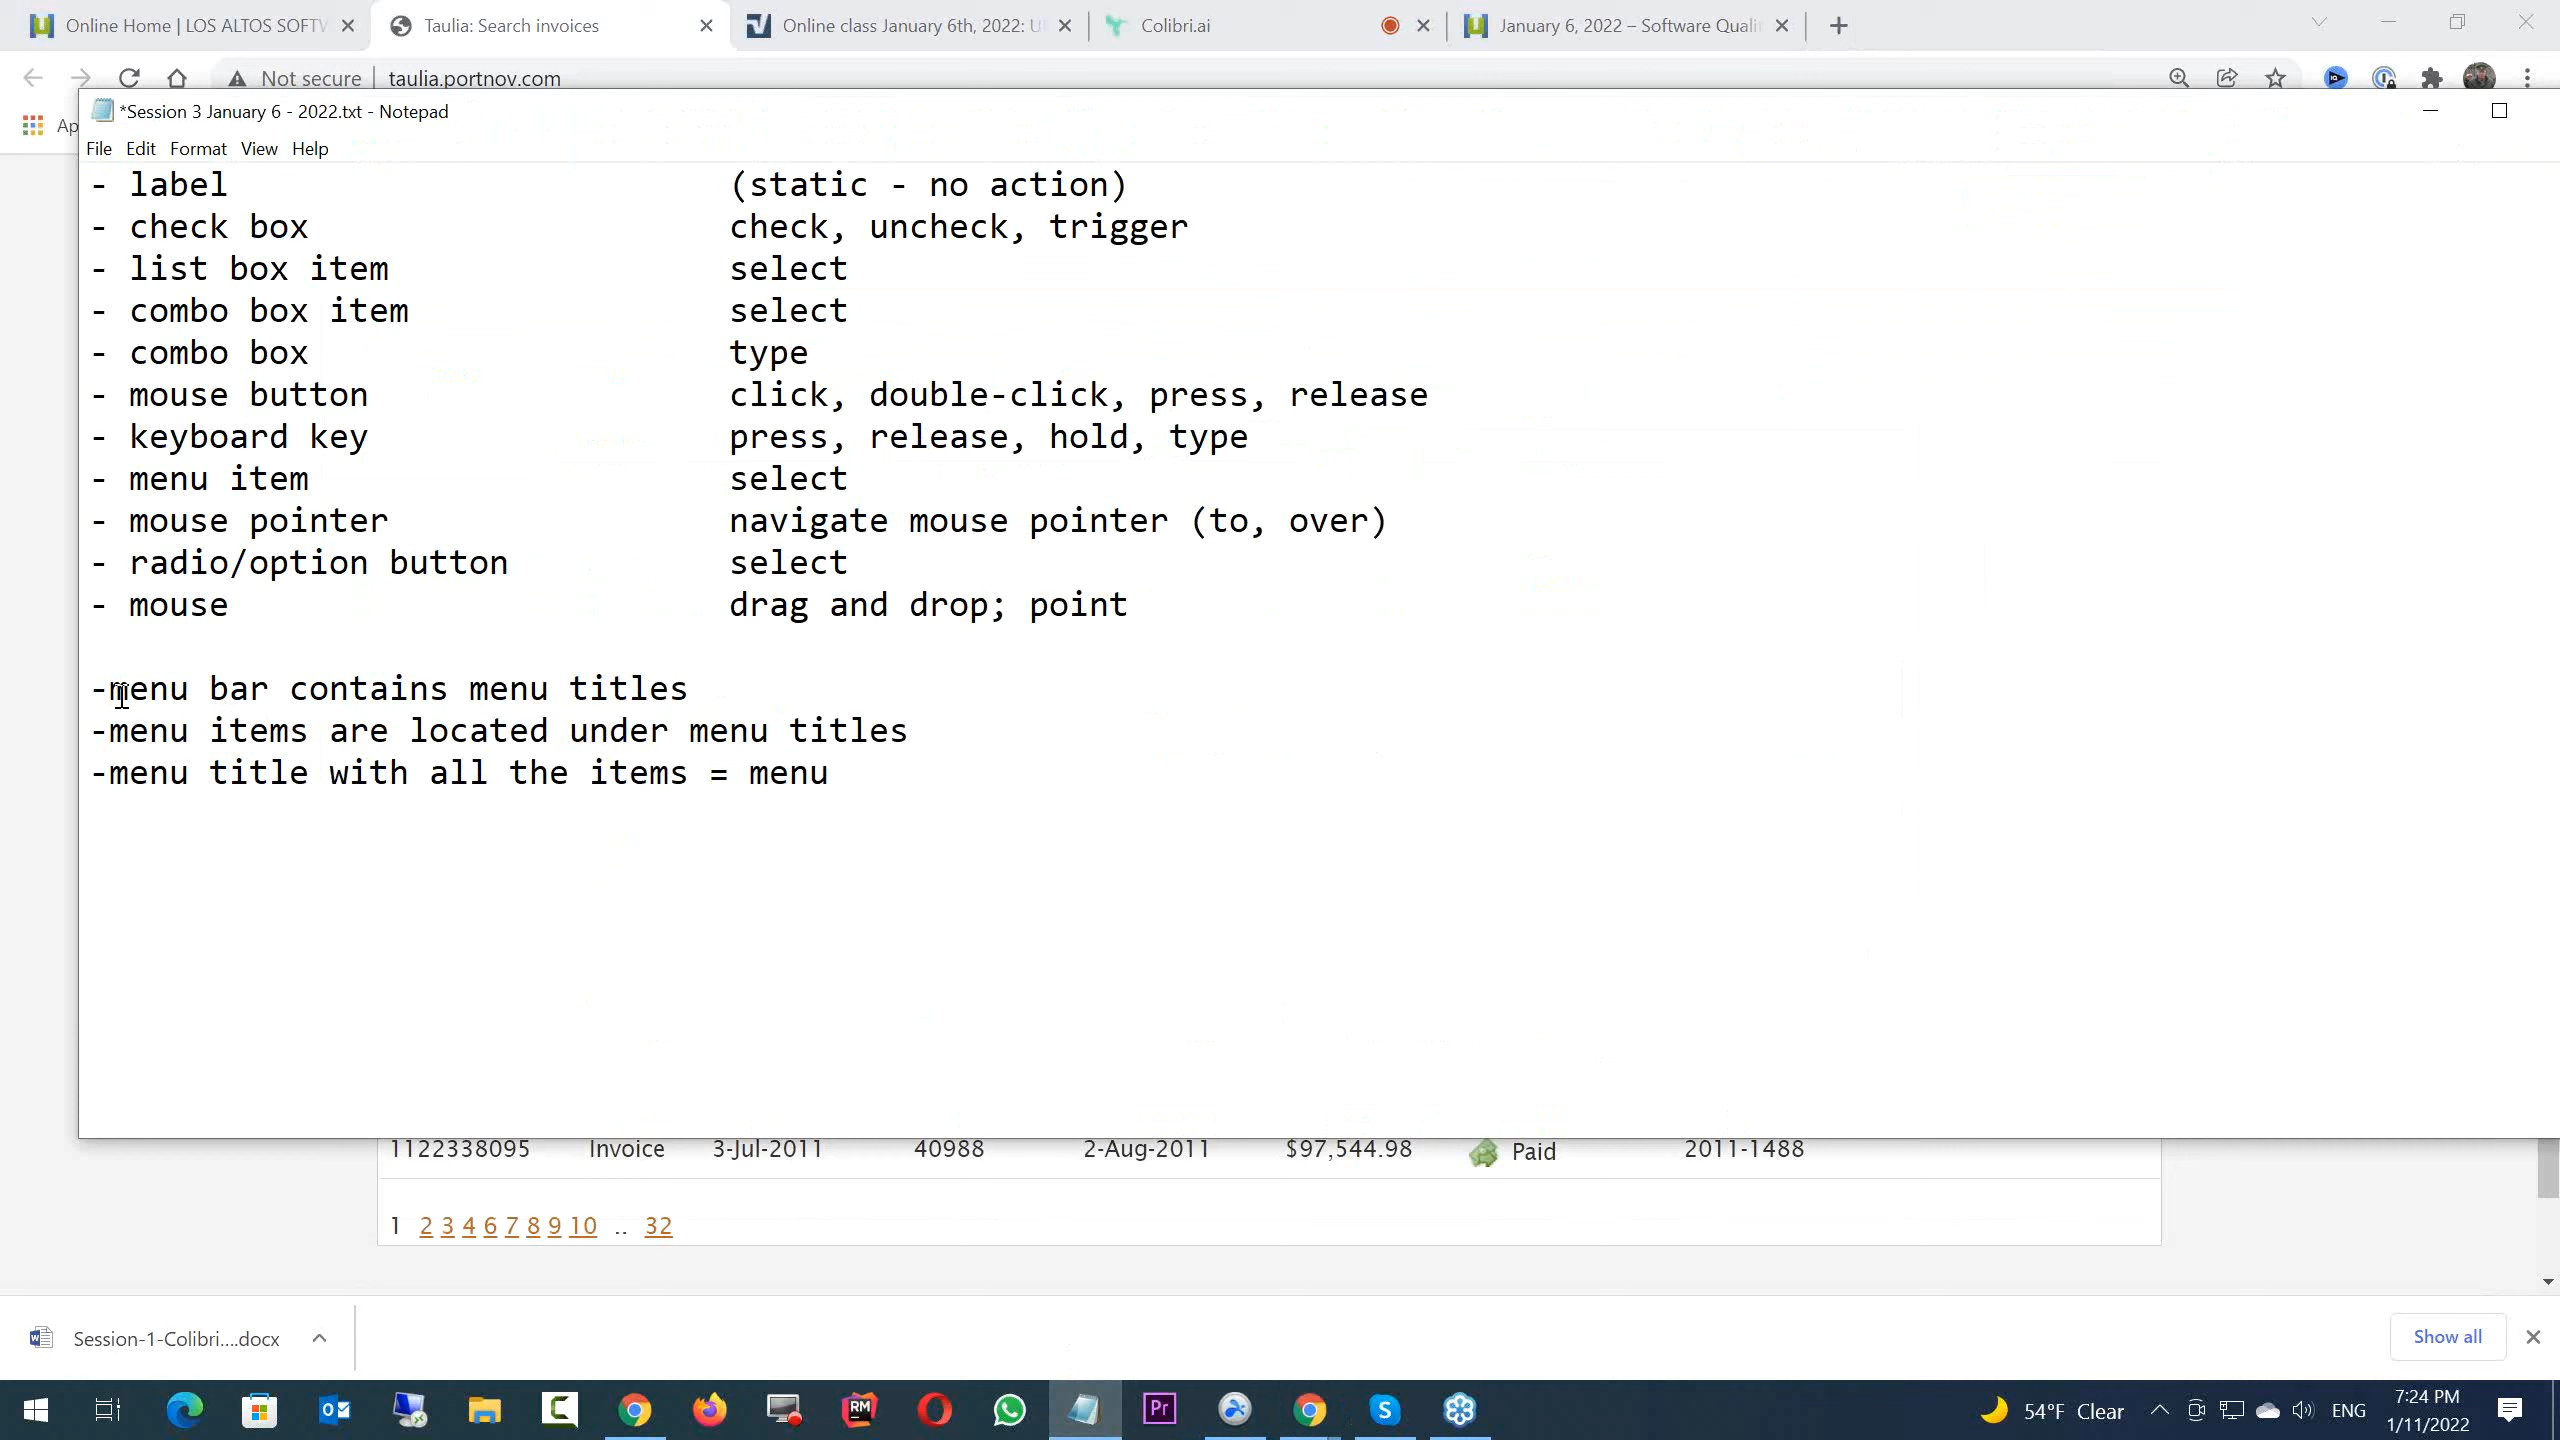 Online Home | LOS ALTOS SOFTW
Taulia: Search invoices
Online class January 6th, 2022: U
Colibri.ai
January 6, 2022 – Software Quali
Not secure | taulia.portnov.com
Ap
*Session 3 January 6 - 2022.txt - Notepad
File Edit Format View Help
- label (static - no action)
- check box check, uncheck, trigger
- list box item select
- combo box item select
- combo box type
- mouse button click, double-click, press, release
- keyboard key press, release, hold, type
- menu item select
- mouse pointer navigate mouse pointer (to, over)
- radio/option button select
- mouse drag and drop; point
-menu bar contains menu titles
-menu items are located under menu titles
-menu title with all the items = menu
1122338095 Invoice 3-Jul-2011 40988 2-Aug-2011 $97,544.98 Paid 2011-1488
1 2 3 4 6 7 8 9 10 .. 32
Session-1-Colibri....docx
Show all
54°F Clear
ENG
7:24 PM
1/11/2022